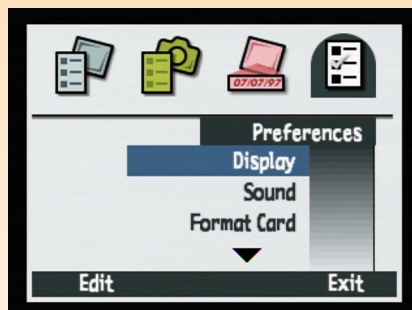 07/07/97
Preferences
Display
Sound
Format Card
Edit
Exit